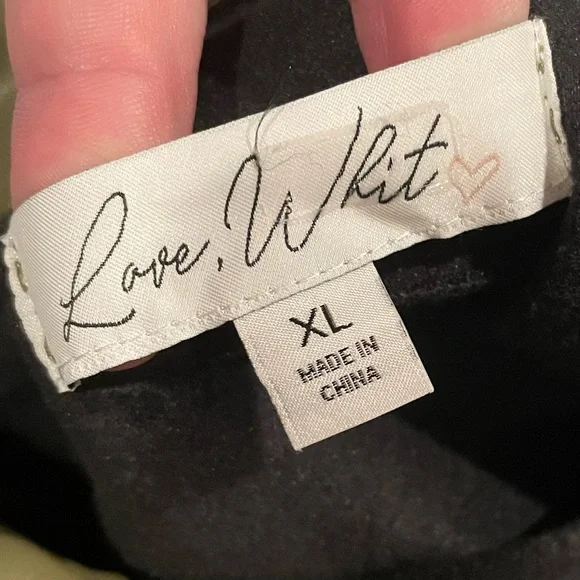 Love, Whit
XL
MADE IN
CHINA